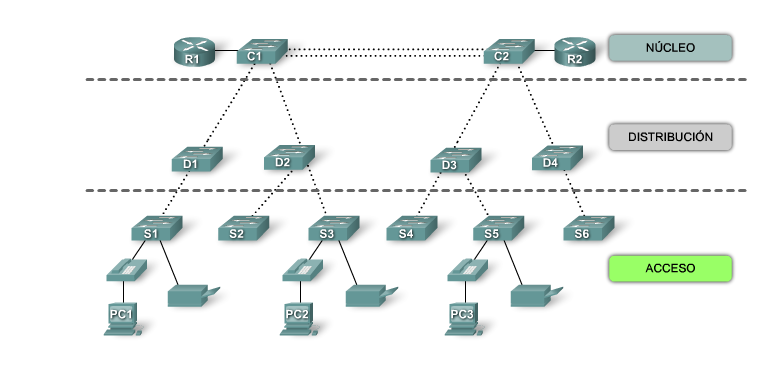 R1
C1
C2
R2
NÚCLEO
D1
D2
D3
D4
DISTRIBUCIÓN
S1
S2
S3
S4
S5
S6
ACCESO
PC1
PC2
PC3